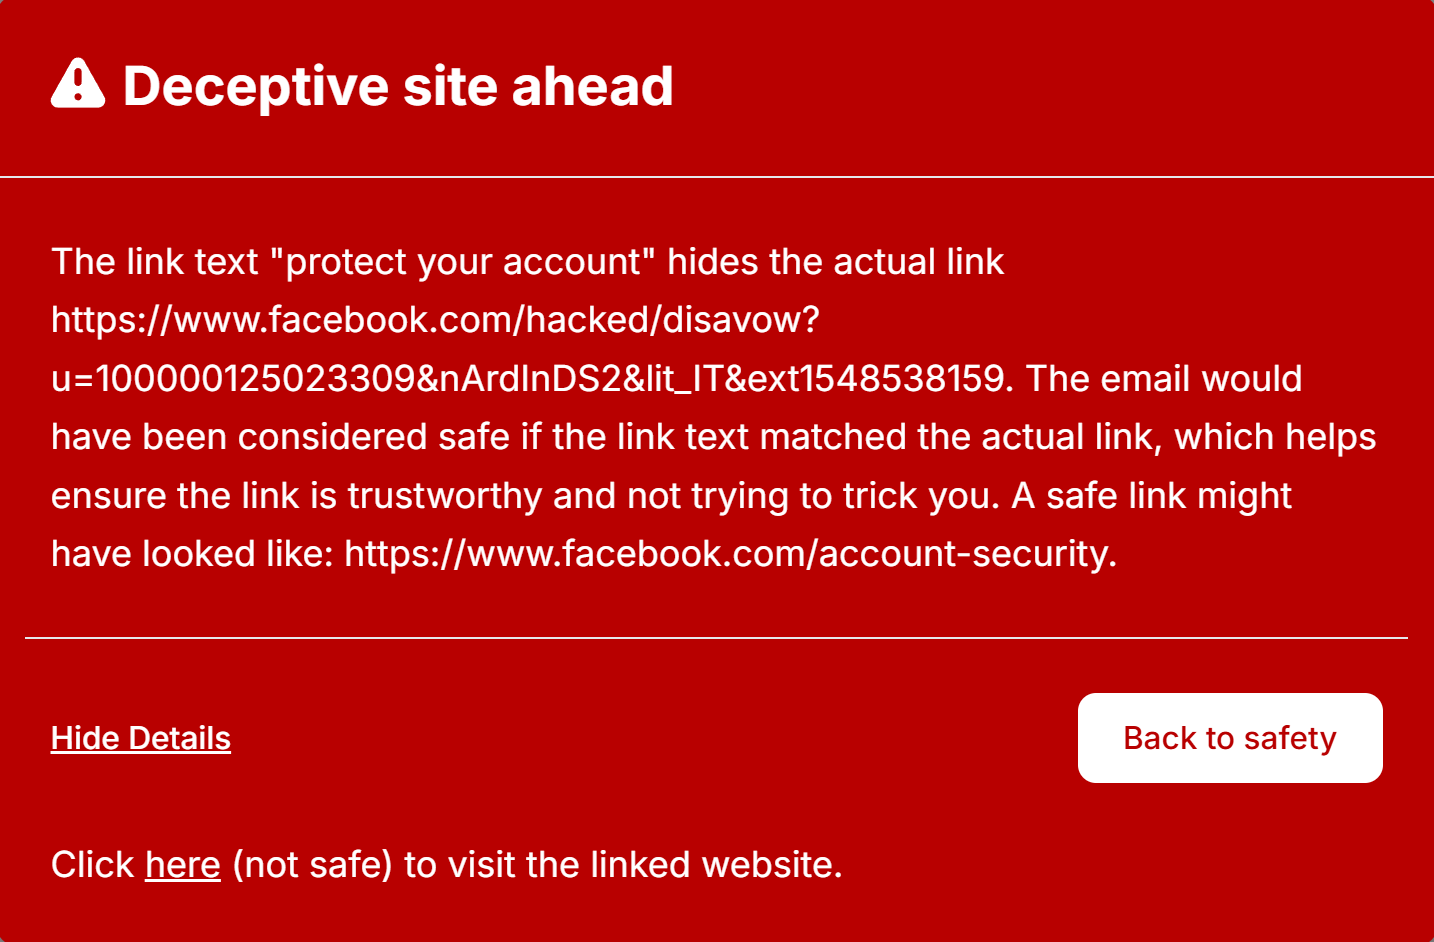 Deceptive site ahead
The link text "protect your account" hides the actual link
https://www.facebook.com/hacked/disavow?
u=100000125023309&nArdInDS2&lit_IT&ext1548538159. The email would
have been considered safe if the link text matched the actual link, which helps
ensure the link is trustworthy and not trying to trick you. A safe link might
have looked like: https://www.facebook.com/account-security.
Hide Details
Back to safety
Click here (not safe) to visit the linked website.